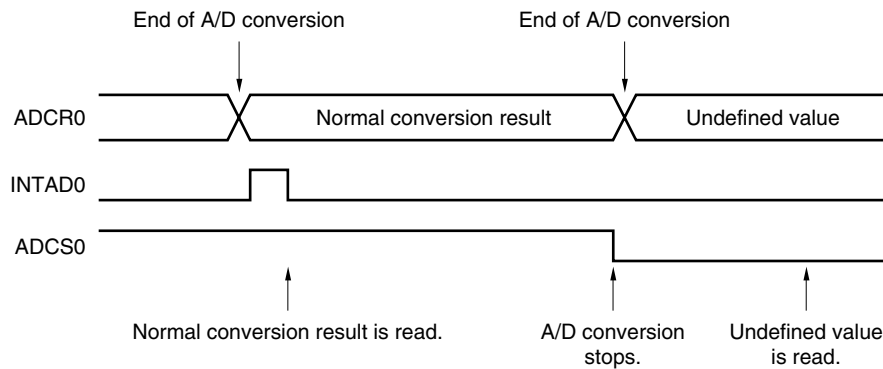 End of A/D conversion
End of A/D conversion
ADCR0
Normal conversion result
Undefined value
INTAD0
ADCS0
Normal conversion result is read.
A/D conversion
stops.
Undefined value
is read.